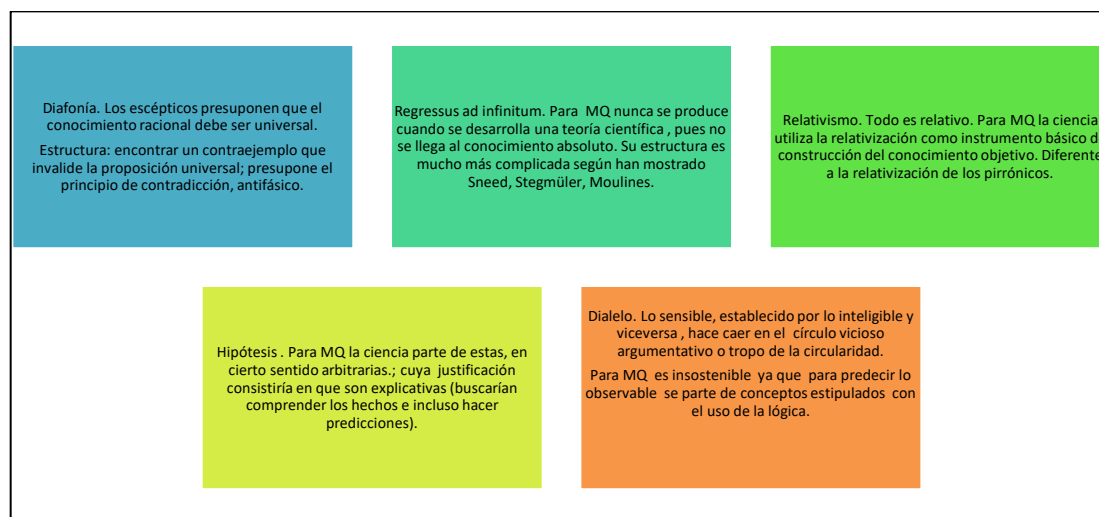 Diafonía. Los escépticos presuponen que el
conocimiento racional debe ser universal.
Estructura: encontrar un contraejemplo que
invalide la proposición universal; presupone el
principio de contradicción, antifásico.
Regressus ad infinitum. Para MQ nunca se produce
cuando se desarrolla una teoría científica , pues no
se llega al conocimiento absoluto. Su estructura es
mucho más complicada según han mostrado
Sneed, Stegmüler, Moulines.
Relativismo. Todo es relativo. Para MQ la ciencia
utiliza la relativización como instrumento básico d
construcción del conocimiento objetivo. Diferente
a la relativización de los pirrónicos.
Hipótesis . Para MQ la ciencia parte de estas, en
cierto sentido arbitrarias.; cuya justificación
consistiría en que son explicativas (buscarían
comprender los hechos e incluso hacer
predicciones).
Dialelo. Lo sensible, establecido por lo inteligible y
viceversa , hace caer en el círculo vicioso
argumentativo o tropo de la circularidad.
Para MQ es insostenible ya que para predecir lo
observable se parte de conceptos estipulados con
el uso de la lógica.